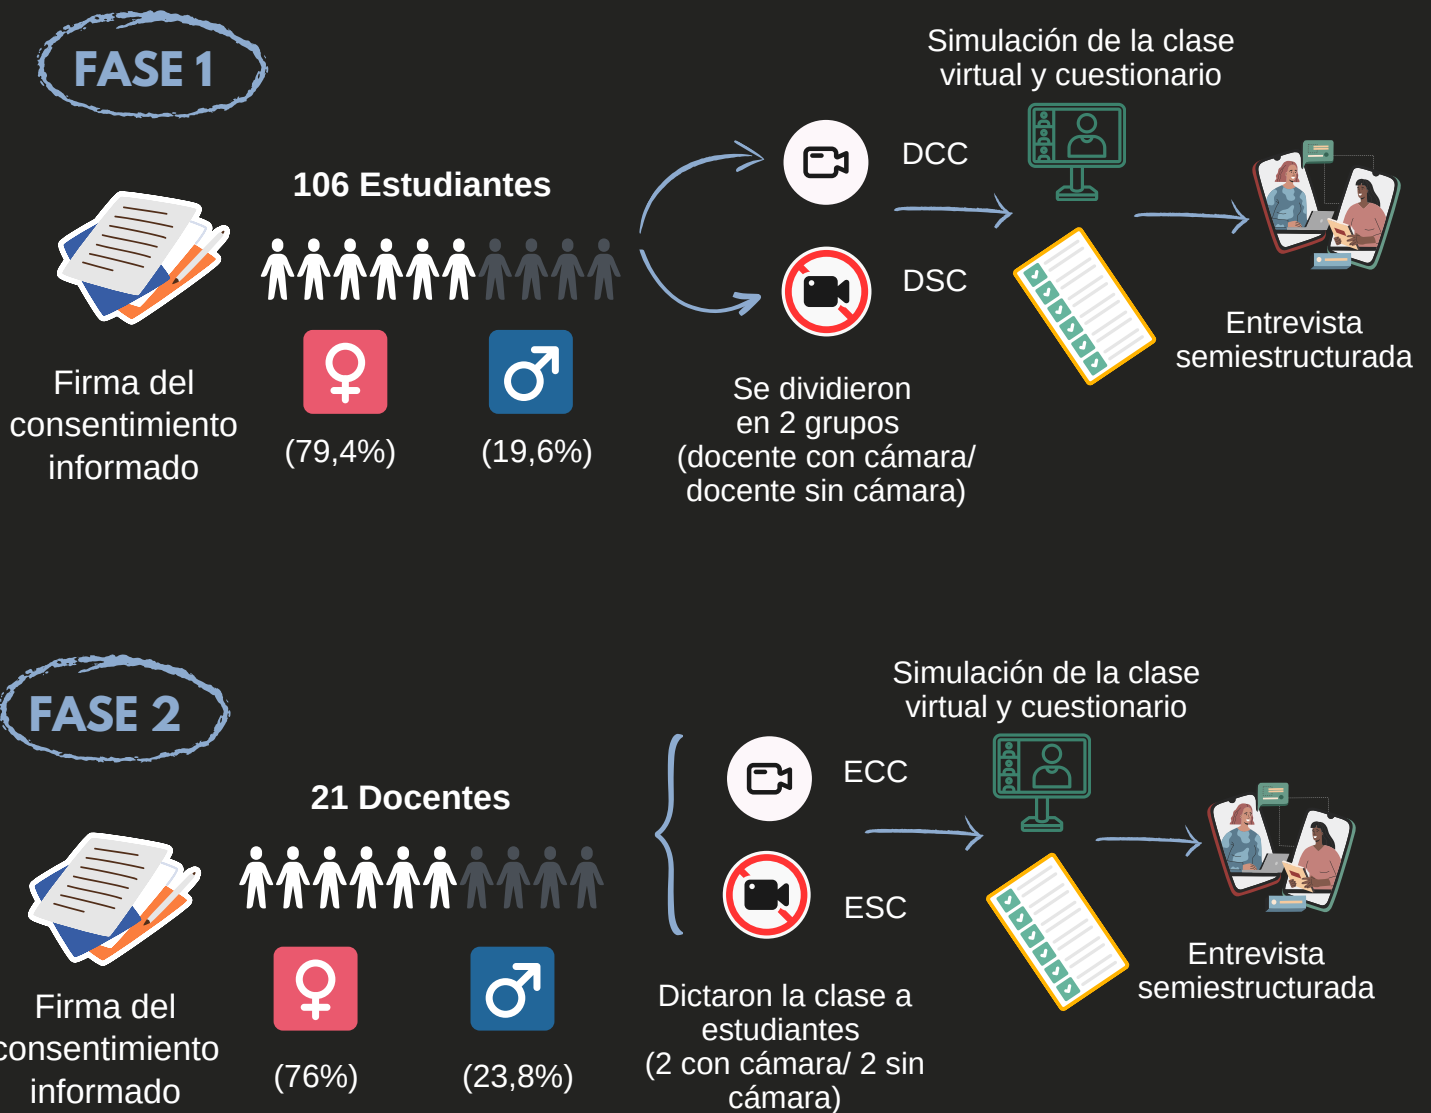 FASE 1
Firma del
consentimiento
informado
106 Estudiantes
(79,4%)
(19,6%)
DCC
DSC
Se dividieron
en 2 grupos
(docente con cámara/
docente sin cámara)
Simulación de la clase
virtual y cuestionario
Entrevista
semiestructurada
FASE 2
Firma del
consentimiento
informado
21 Docentes
(76%)
(23,8%)
ECC
ESC
Dictaron la clase a
estudiantes
(2 con cámara/ 2 sin
cámara)
Simulación de la clase
virtual y cuestionario
Entrevista
semiestructurada